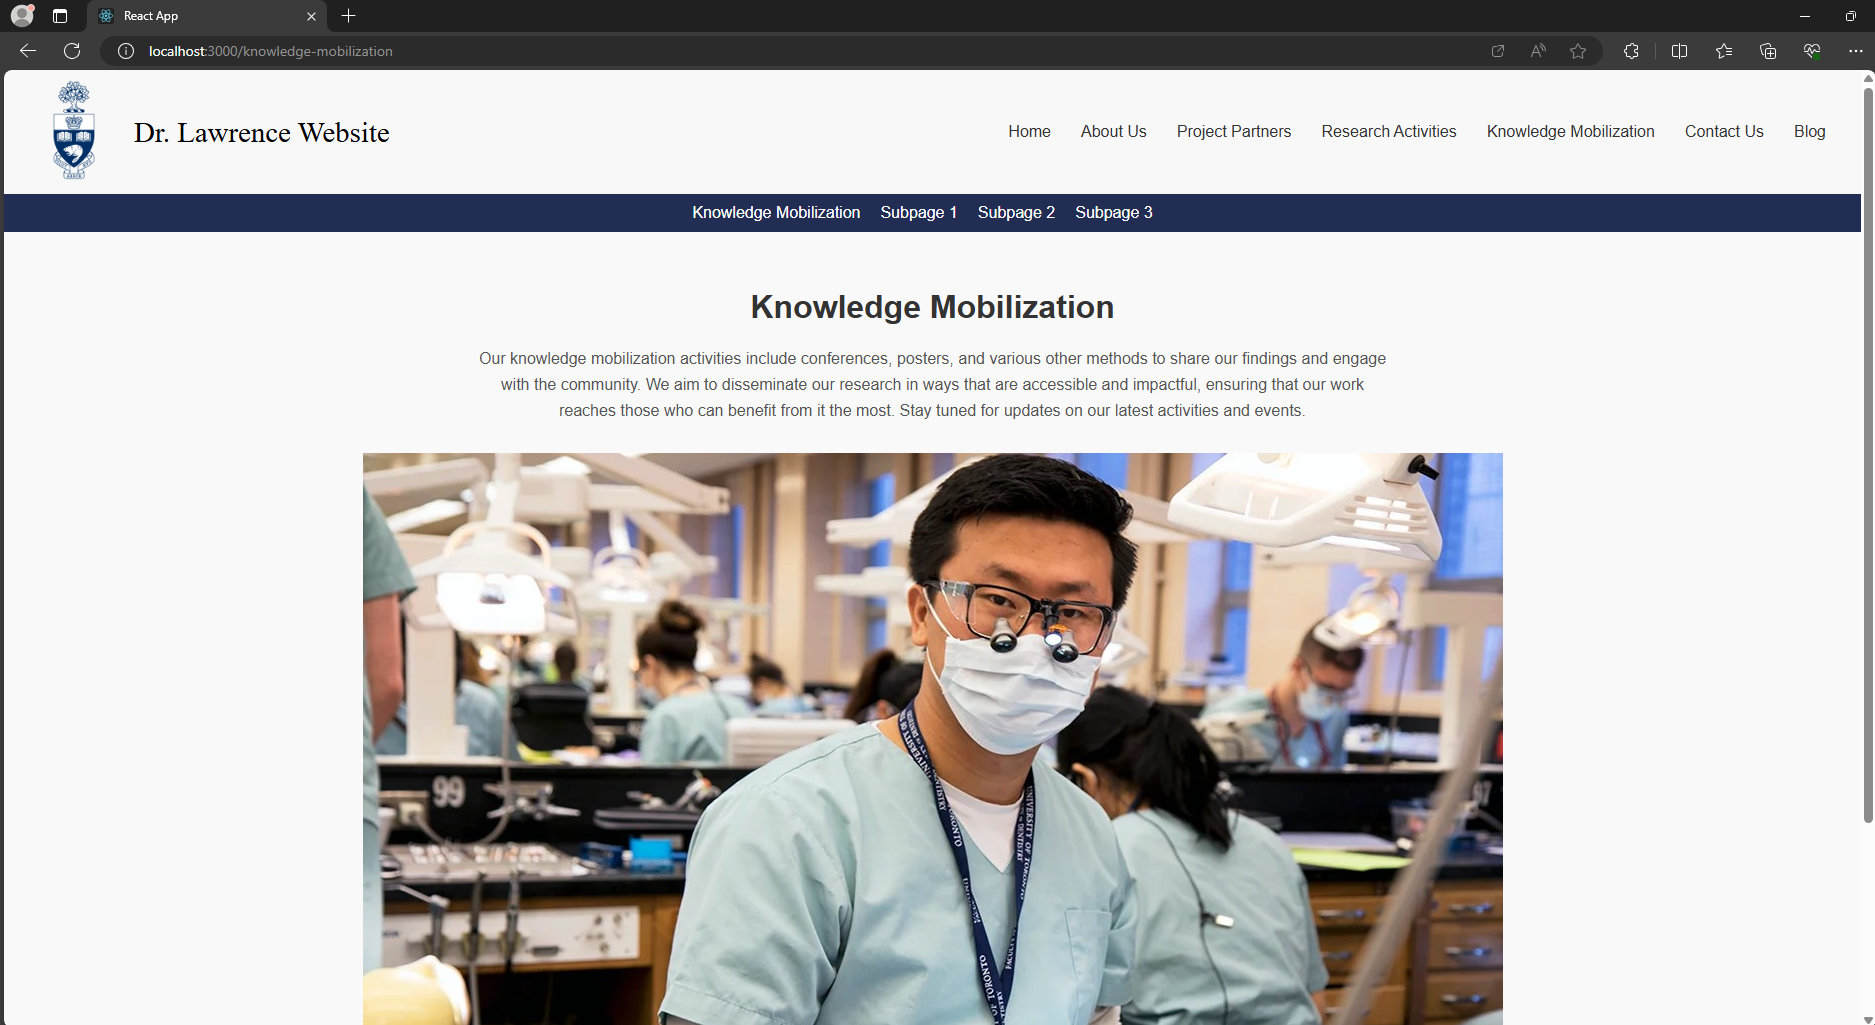 React App
localhost:3000/knowledge-mobilization
Dr. Lawrence Website
Home About Us Project Partners Research Activities Knowledge Mobilization Contact Us Blog
Knowledge Mobilization Subpage 1 Subpage 2 Subpage 3
Knowledge Mobilization
Our knowledge mobilization activities include conferences, posters, and various other methods to share our findings and engage
with the community. We aim to disseminate our research in ways that are accessible and impactful, ensuring that our work
reaches those who can benefit from it the most. Stay tuned for updates on our latest activities and events.
99
97
UNIVERSITY OF TORONTO
DENTISTRY
TORONTO